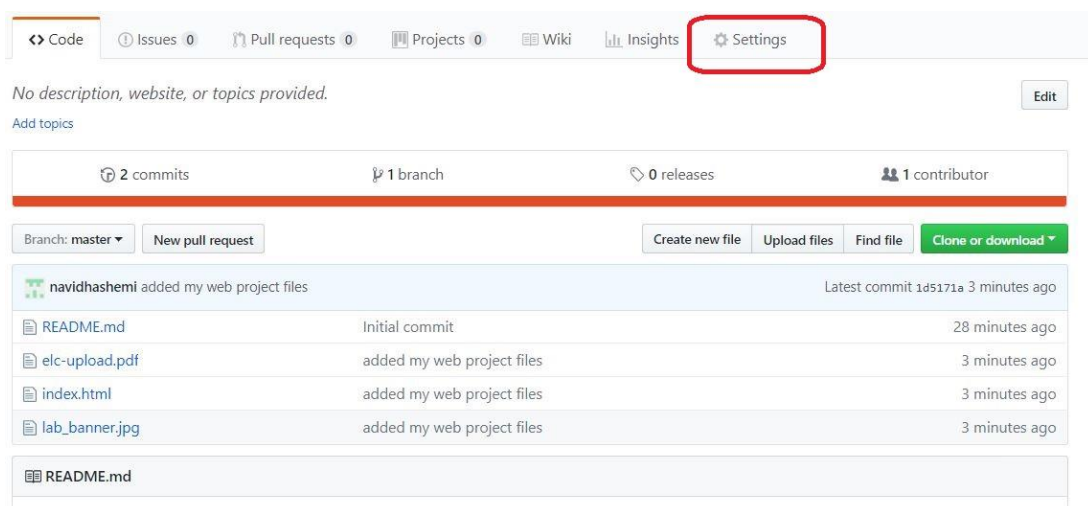 Code Issues 0 Pull requests 0 Projects 0 Wiki Insights Settings
No description, website, or topics provided. Edit
Add topics
2 commits 1 branch 0 releases 1 contributor
Branch: master New pull request Create new file Upload files Find file Clone or download
navidhashemi added my web project files Latest commit 1d5171a 3 minutes ago
README.md Initial commit 28 minutes ago
elc-upload.pdf added my web project files 3 minutes ago
index.html added my web project files 3 minutes ago
lab_banner.jpg added my web project files 3 minutes ago
README.md